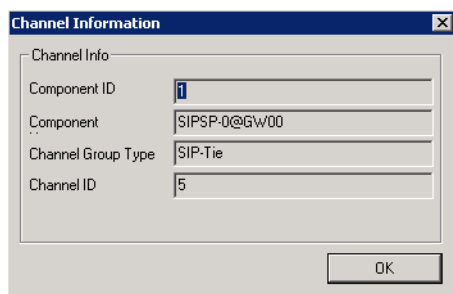 Channel Information
Channel Info
Component ID 1
Component SIPSP-0@GW00
Channel Group Type SIP-Tie
Channel ID 5
OK